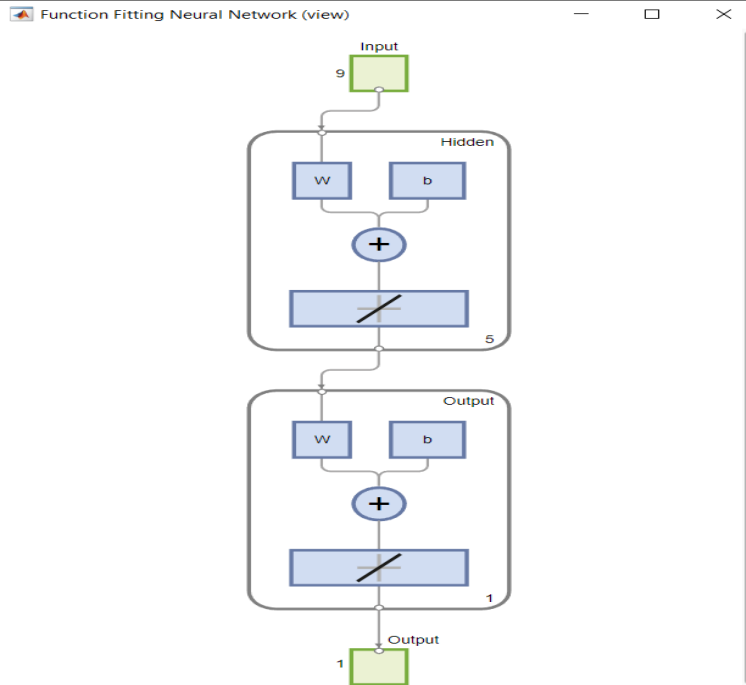 Function Fitting Neural Network (view)
Input
9
Hidden
W b
+
5
Output
W b
+
1
Output
1